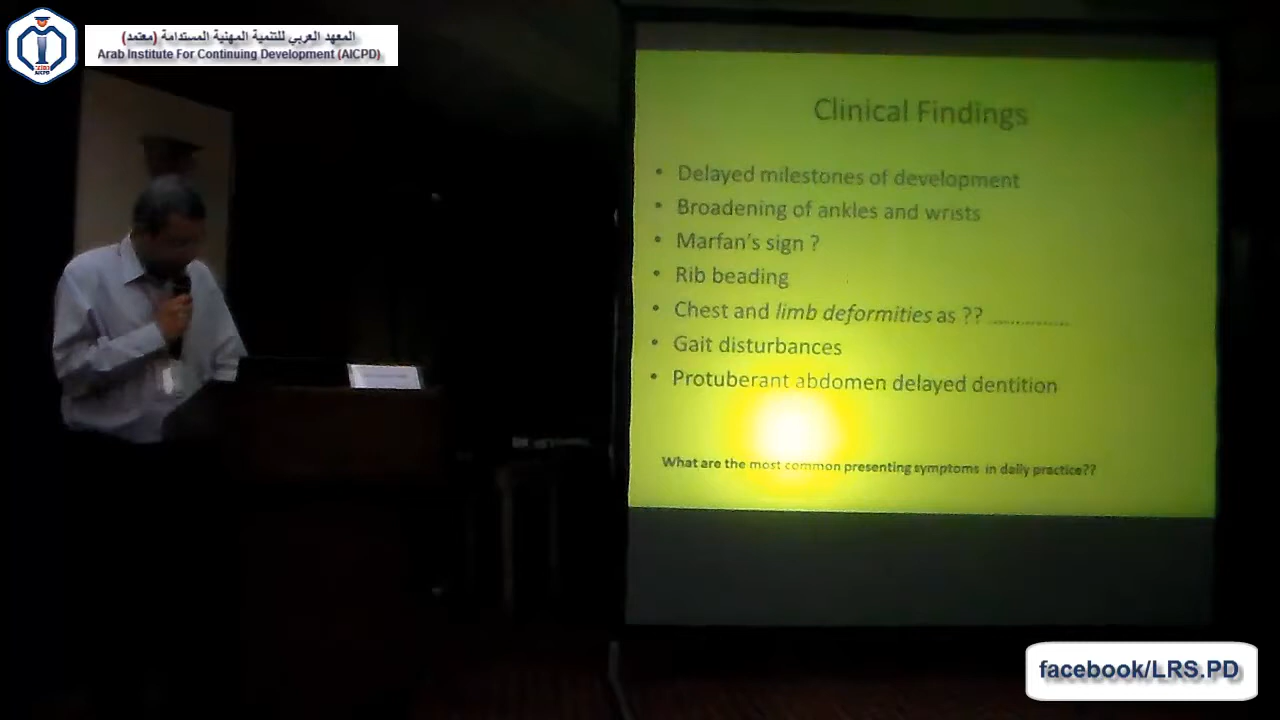 المعهد العربي للتنمية المهنية المستدامة (معتمد)
Arab Institute For Continuing Development (AICPD)
AICPD
Clinical Findings
• Delayed milestones of development
• Broadening of ankles and wrists
• Marfan's sign ?
• Rib beading
• Chest and limb deformities as ?? ..............
• Gait disturbances
• Protuberant abdomen delayed dentition
What are the most common presenting symptoms in daily practice??
facebook/LRS.PD